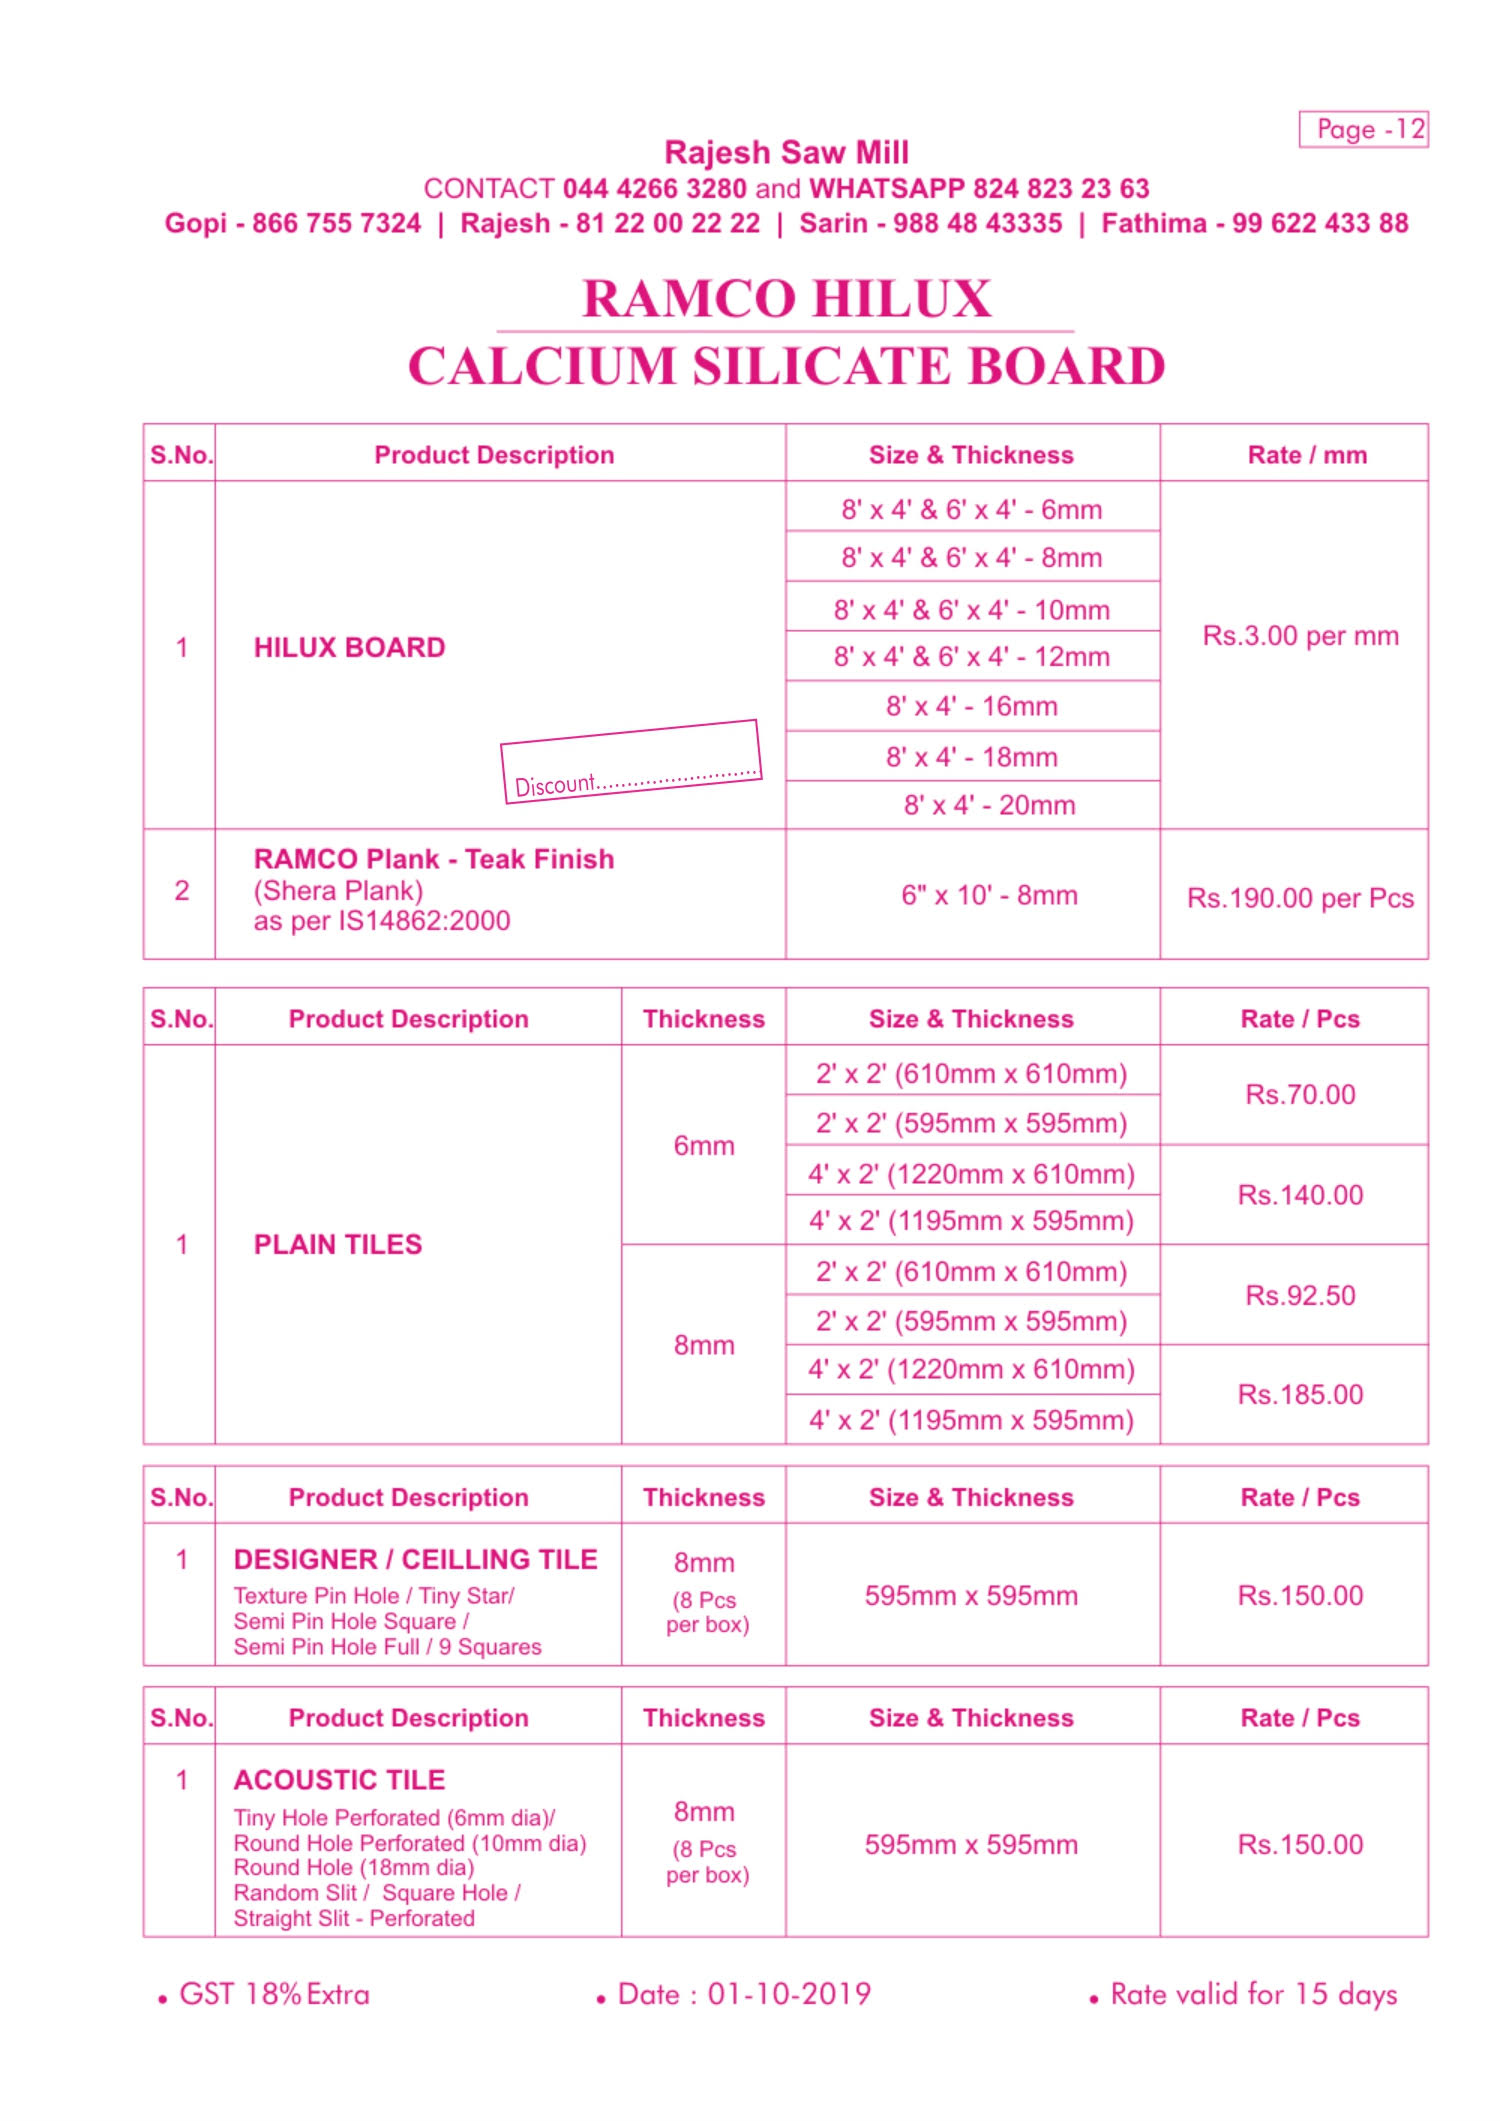 Page -12
Rajesh Saw Mill
CONTACT 044 4266 3280 and WHATSAPP 824 823 23 63
Gopi - 866 755 7324 | Rajesh - 81 22 00 22 22 | Sarin - 988 48 43335 | Fathima - 99 622 433 88
RAMCO HILUX
CALCIUM SILICATE BOARD
S.No. Product Description Size & Thickness Rate / mm
8' x 4' & 6' x 4' - 6mm
8' x 4' & 6' x 4' - 8mm
8' x 4' & 6' x 4' - 10mm
1 HILUX BOARD 8' x 4' & 6' x 4' - 12mm Rs.3.00 per mm
8' x 4' - 16mm
8' x 4' - 18mm
Discount..........................
8' x 4' - 20mm
2 RAMCO Plank - Teak Finish
(Shera Plank) 6" x 10' - 8mm Rs.190.00 per Pcs
as per IS14862:2000
S.No. Product Description Thickness Size & Thickness Rate / Pcs
1 PLAIN TILES
6mm
2' x 2' (610mm x 610mm)
2' x 2' (595mm x 595mm)
Rs.70.00
4' x 2' (1220mm x 610mm)
4' x 2' (1195mm x 595mm)
Rs.140.00
8mm
2' x 2' (610mm x 610mm)
2' x 2' (595mm x 595mm)
Rs.92.50
4' x 2' (1220mm x 610mm)
4' x 2' (1195mm x 595mm)
Rs.185.00
S.No. Product Description Thickness Size & Thickness Rate / Pcs
1 DESIGNER / CEILLING TILE
Texture Pin Hole / Tiny Star/
Semi Pin Hole Square /
Semi Pin Hole Full / 9 Squares
8mm
(8 Pcs
per box)
595mm x 595mm
Rs.150.00
S.No. Product Description Thickness Size & Thickness Rate / Pcs
1 ACOUSTIC TILE
Tiny Hole Perforated (6mm dia)/
Round Hole Perforated (10mm dia)
Round Hole (18mm dia)
Random Slit / Square Hole /
Straight Slit - Perforated
8mm
(8 Pcs
per box)
595mm x 595mm
Rs.150.00
• GST 18% Extra • Date : 01-10-2019 • Rate valid for 15 days